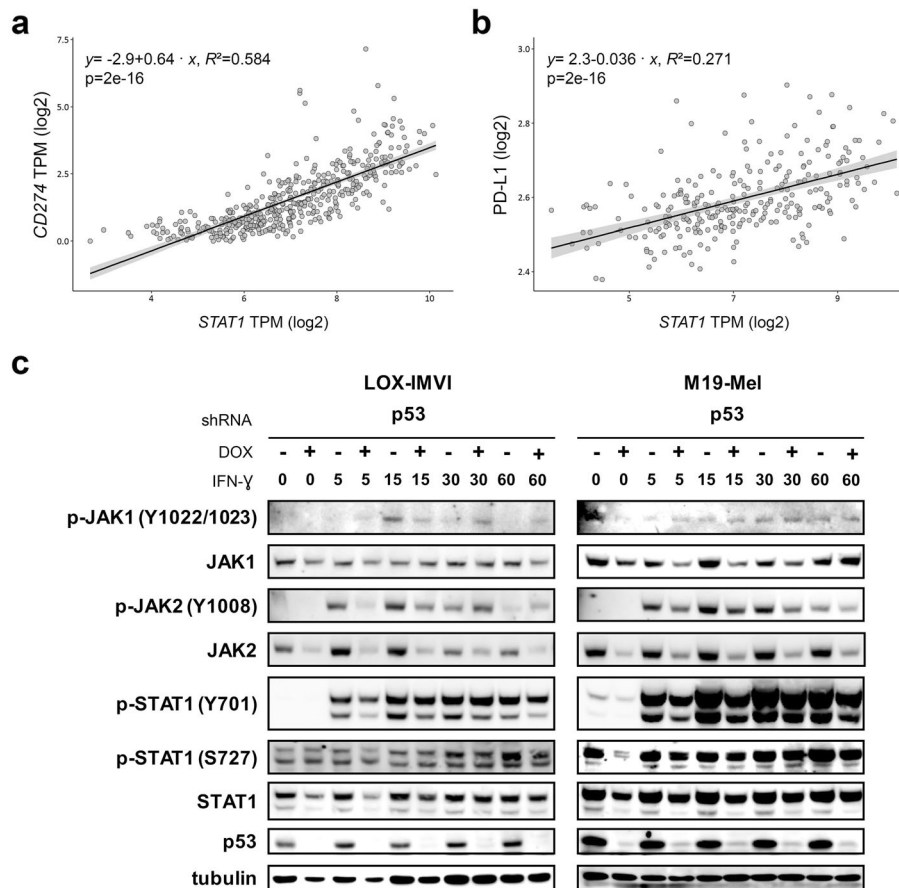 a
y= -2.9+0.64 · x, R²=0.584
p=2e-16
CD274 TPM (log2)
7.5
5.0
2.5
0.0
4 6 8 10
STAT1 TPM (log2)
b
y= 2.3-0.036 · x, R²=0.271
p=2e-16
PD-L1 (log2)
3.0
2.8
2.6
2.4
5 7 9
STAT1 TPM (log2)
c
LOX-IMVI M19-Mel
shRNA p53 p53
DOX - + - + - + - + - + - + - + - + - + - +
IFN-Ɣ 0 0 5 5 15 15 30 30 60 60 0 0 5 5 15 15 30 30 60 60
p-JAK1 (Y1022/1023)
JAK1
p-JAK2 (Y1008)
JAK2
p-STAT1 (Y701)
p-STAT1 (S727)
STAT1
p53
tubulin